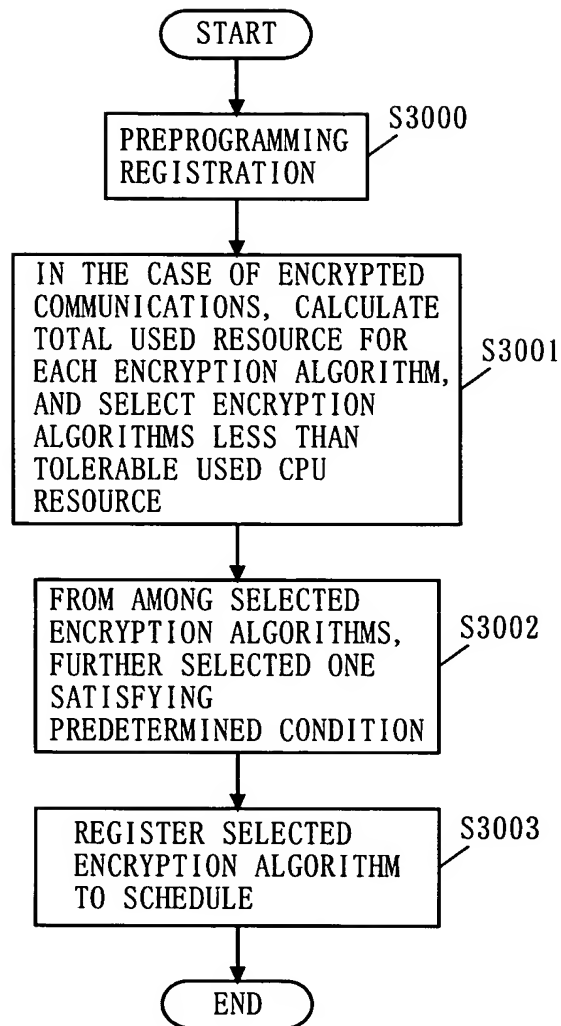 START
S3000
PREPROGRAMMING
REGISTRATION
IN THE CASE OF ENCRYPTED
COMMUNICATIONS, CALCULATE
TOTAL USED RESOURCE FOR
EACH ENCRYPTION ALGORITHM,
AND SELECT ENCRYPTION
ALGORITHMS LESS THAN
TOLERABLE USED CPU
RESOURCE
S3001
FROM AMONG SELECTED
ENCRYPTION ALGORITHMS,
FURTHER SELECTED ONE
SATISFYING
PREDETERMINED CONDITION
S3002
REGISTER SELECTED
ENCRYPTION ALGORITHM
TO SCHEDULE
S3003
END